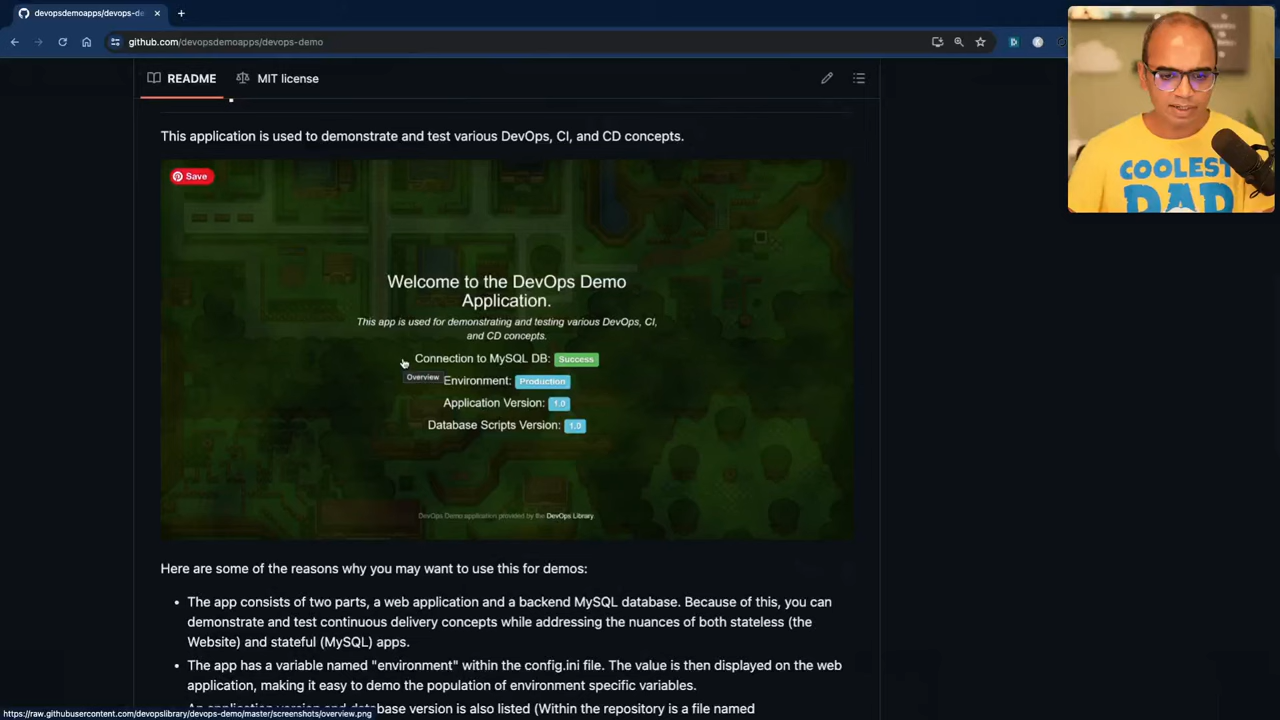 devopsdemoapps/devops-de
github.com/devopsdemoapps/devops-demo
README
MIT license
This application is used to demonstrate and test various DevOps, CI, and CD concepts.
Save
Welcome to the DevOps Demo
Application.
This app is used for demonstrating and testing various DevOps, CI,
and CD concepts.
Connection to MySQL DB: Success
Overview
Environment: Production
Application Version: 1.0
Database Scripts Version: 1.0
DevOps Demo application provided by the DevOps Library.
Here are some of the reasons why you may want to use this for demos:
• The app consists of two parts, a web application and a backend MySQL database. Because of this, you can
demonstrate and test continuous delivery concepts while addressing the nuances of both stateless (the
Website) and stateful (MySQL) apps.
• The app has a variable named "environment" within the config.ini file. The value is then displayed on the web
application, making it easy to demo the population of environment specific variables.
An application version and database version is also listed (Within the repository is a file named
https://raw.githubusercontent.com/devopslibrary/devops-demo/master/screenshots/overview.png
COOLEST
DAD